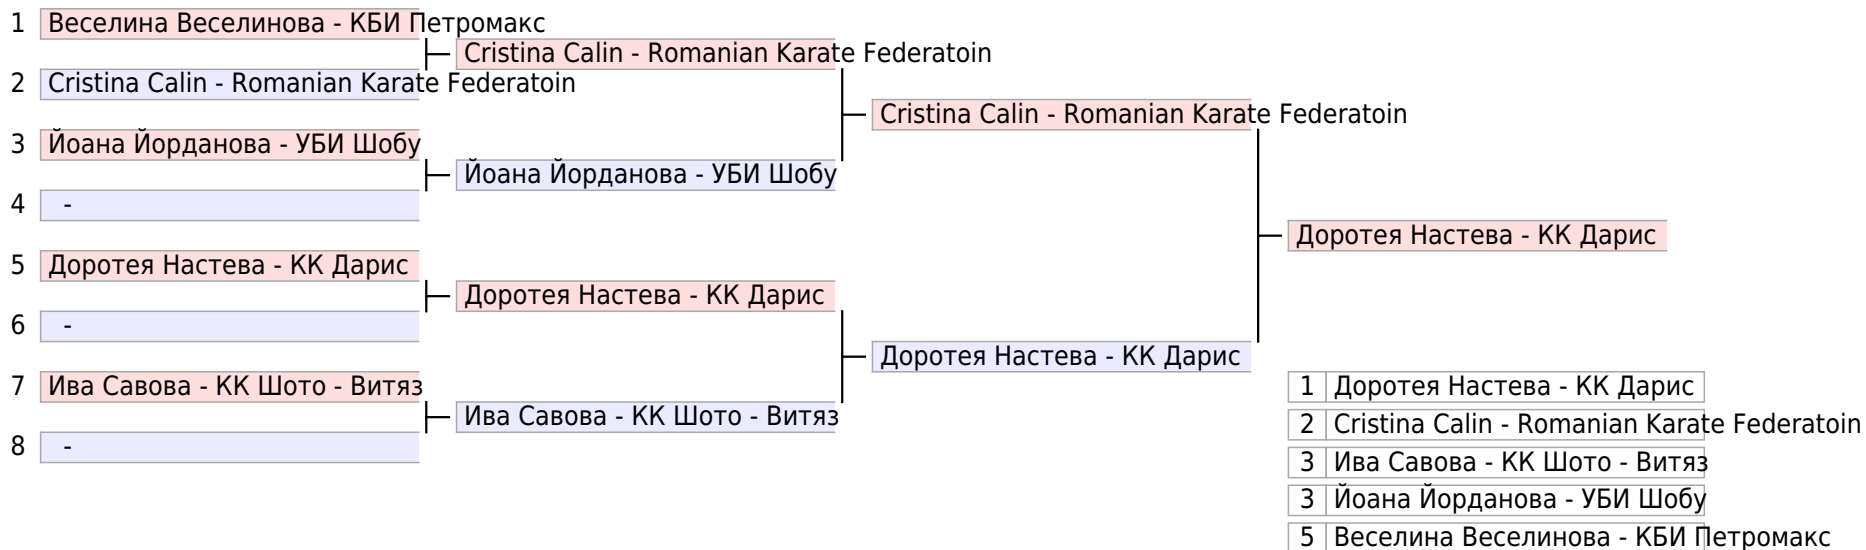 1 Веселина Веселинова - КБИ Петромакс
2 Cristina Calin - Romanian Karate Federatoin
3 Йоана Йорданова - УБИ Шобу
4 -
5 Доротея Настева - КК Дарис
6 -
7 Ива Савова - КК Шото - Витяз
8 -
Cristina Calin - Romanian Karate Federatoin
Йоана Йорданова - УБИ Шобу
Доротея Настева - КК Дарис
Ива Савова - КК Шото - Витяз
Cristina Calin - Romanian Karate Federatoin
Доротея Настева - КК Дарис
Доротея Настева - КК Дарис
1 Доротея Настева - КК Дарис
2 Cristina Calin - Romanian Karate Federatoin
3 Ива Савова - КК Шото - Витяз
3 Йоана Йорданова - УБИ Шобу
5 Веселина Веселинова - КБИ Петромакс